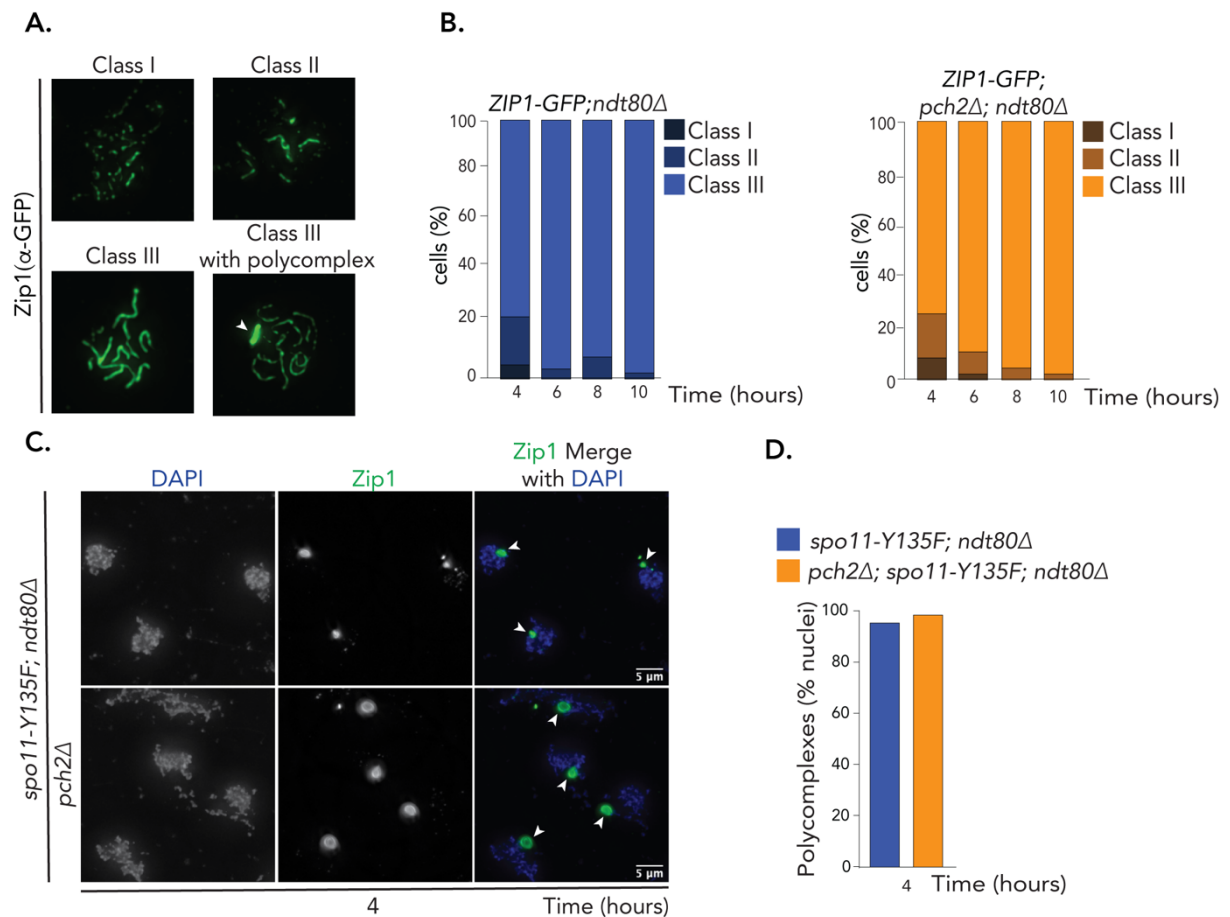 A.
Class I
Class II
Class III
Class III
with polycomplex
Zip1(α-GFP)
B.
ZIP1-GFP;ndt80Δ
100
80
60
40
20
0
cells (%)
4 6 8 10
Time (hours)
Class I
Class II
Class III
ZIP1-GFP;
pch2Δ; ndt80Δ
100
80
60
40
20
0
cells (%)
4 6 8 10
Time (hours)
Class I
Class II
Class III
C.
DAPI
Zip1
Zip1 Merge
with DAPI
spo11-Y135F; ndt80Δ
pch2Δ
5 µm
5 µm
4
Time (hours)
D.
spo11-Y135F; ndt80Δ
pch2Δ; spo11-Y135F; ndt80Δ
Polycomplexes (% nuclei)
100
80
60
40
20
0
4
Time (hours)